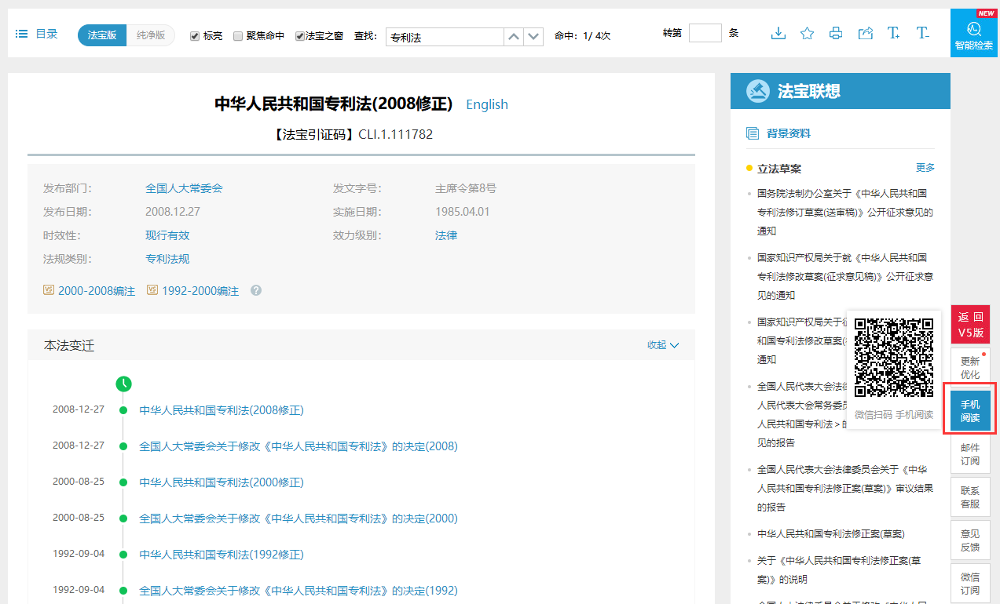 目录
法宝版 纯净版
标亮 聚焦命中 法宝之窗 查找： 专利法 命中：1/ 4次
转第 条
NEW
智能检索
中华人民共和国专利法(2008修正) English
【法宝引证码】CLI.1.111782
发布部门： 全国人大常委会 发文字号： 主席令第8号
发布日期： 2008.12.27 实施日期： 1985.04.01
时效性： 现行有效 效力级别： 法律
法规类别： 专利法规
VS 2000-2008编注 VS 1992-2000编注 ?
本法变迁 收起
2008-12-27 中华人民共和国专利法(2008修正)
2008-12-27 全国人大常委会关于修改《中华人民共和国专利法》的决定(2008)
2000-08-25 中华人民共和国专利法(2000修正)
2000-08-25 全国人大常委会关于修改《中华人民共和国专利法》的决定(2000)
1992-09-04 中华人民共和国专利法(1992修正)
1992-09-04 全国人大常委会关于修改《中华人民共和国专利法》的决定(1992)
法宝联想
背景资料
立法草案 更多
国务院法制办公室关于《中华人民共和国
专利法修订草案(送审稿)》公开征求意见的
通知
国家知识产权局关于就《中华人民共和国
专利法修改草案(征求意见稿)》公开征求意
见的通知
国家知识产权局关于
和国专利法修改草案(
通知
全国人民代表大会法
人民代表大会常务委
人民共和国专利法＞
见的报告
全国人民代表大会法律委员会关于《中华
人民共和国专利法修正案(草案)》审议结果
的报告
中华人民共和国专利法修正案(草案)
关于《中华人民共和国专利法修正案(草
案)》的说明
微信扫码 手机阅读
返 回
V5版
更新
优化
手机
阅读
邮件
订阅
联系
客服
意见
反馈
微信
订阅